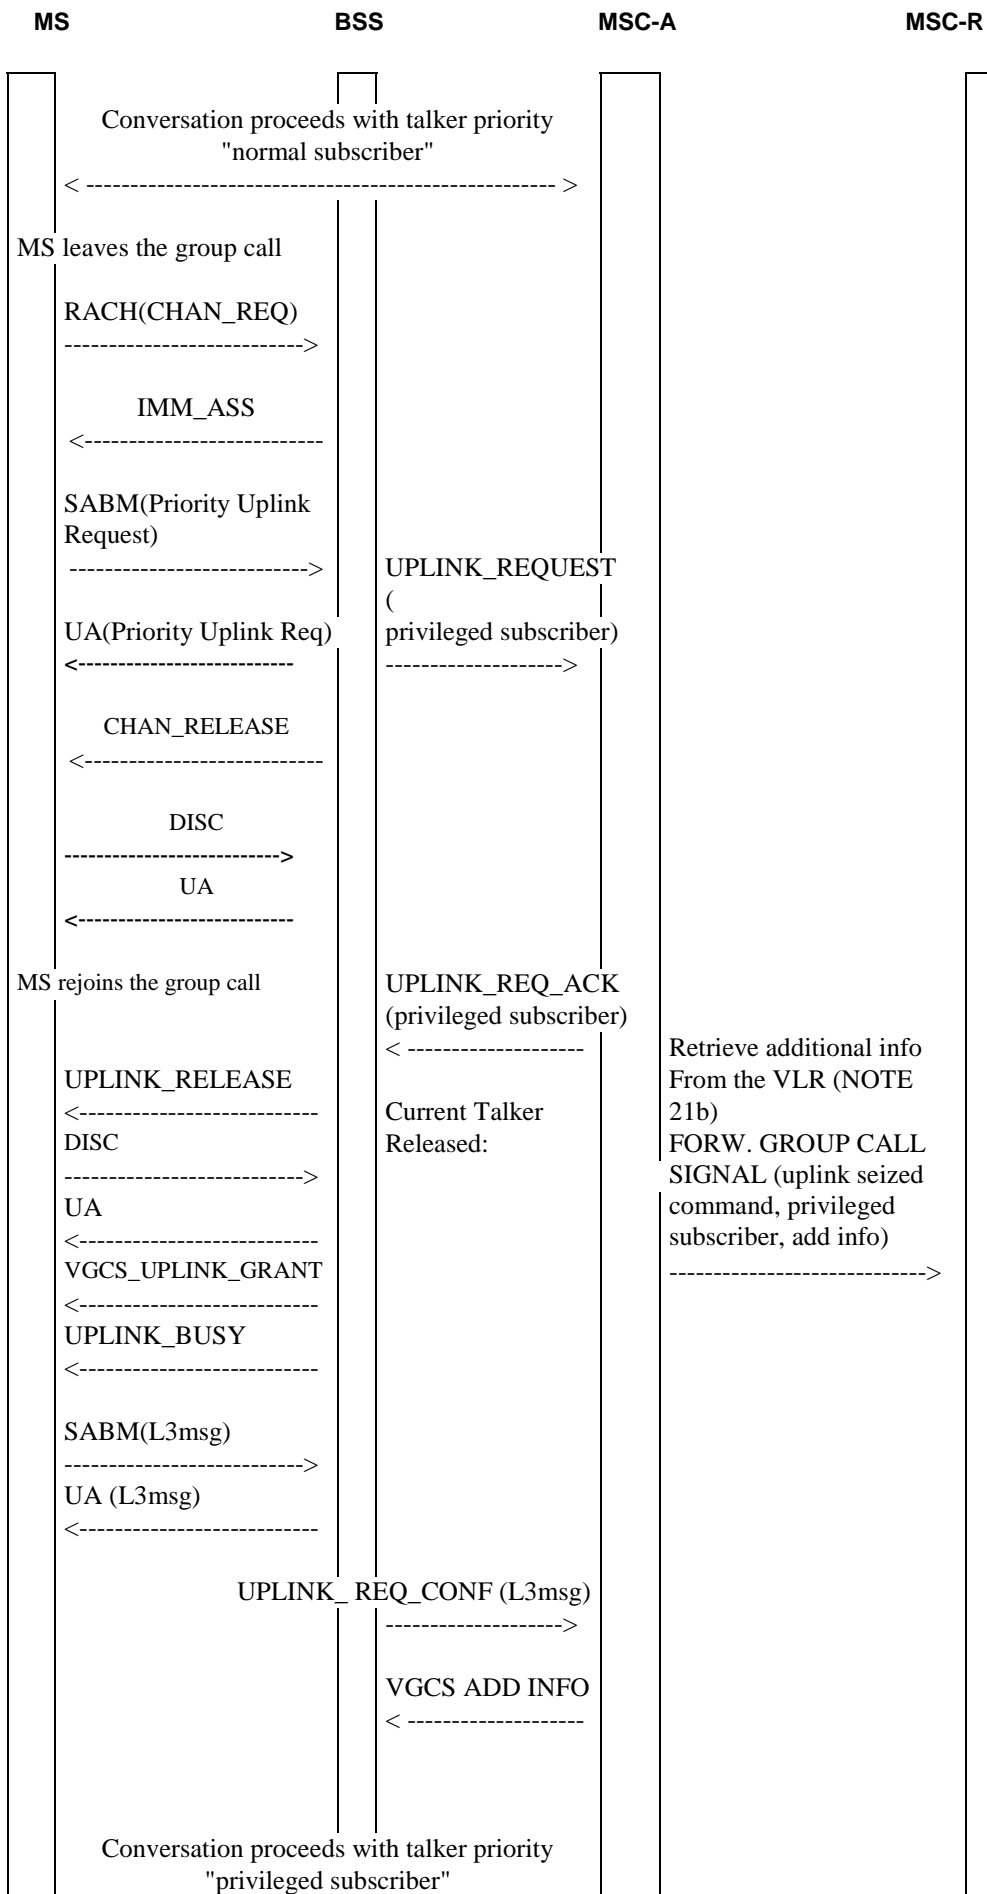 MS BSS MSC-A MSC-R
Conversation proceeds with talker priority
"normal subscriber"
< ----------------------------------------------------- >
MS leaves the group call
RACH(CHAN_REQ)
--------------------------->
IMM_ASS
<---------------------------
SABM(Priority Uplink
Request)
--------------------------->
UPLINK_REQUEST
(
privileged subscriber)
-------------------->
UA(Priority Uplink Req)
<---------------------------
CHAN_RELEASE
<---------------------------
DISC
--------------------------->
UA
<---------------------------
MS rejoins the group call
UPLINK_REQ_ACK
(privileged subscriber)
< --------------------
Retrieve additional info
From the VLR (NOTE
21b)
FORW. GROUP CALL
SIGNAL (uplink seized
command, privileged
subscriber, add info)
----------------------------->
UPLINK_RELEASE
<---------------------------
Current Talker
Released:
DISC
--------------------------->
UA
<---------------------------
VGCS_UPLINK_GRANT
<---------------------------
UPLINK_BUSY
<---------------------------
SABM(L3msg)
--------------------------->
UA (L3msg)
<---------------------------
UPLINK_ REQ_CONF (L3msg)
-------------------->
VGCS ADD INFO
< --------------------
Conversation proceeds with talker priority
"privileged subscriber"